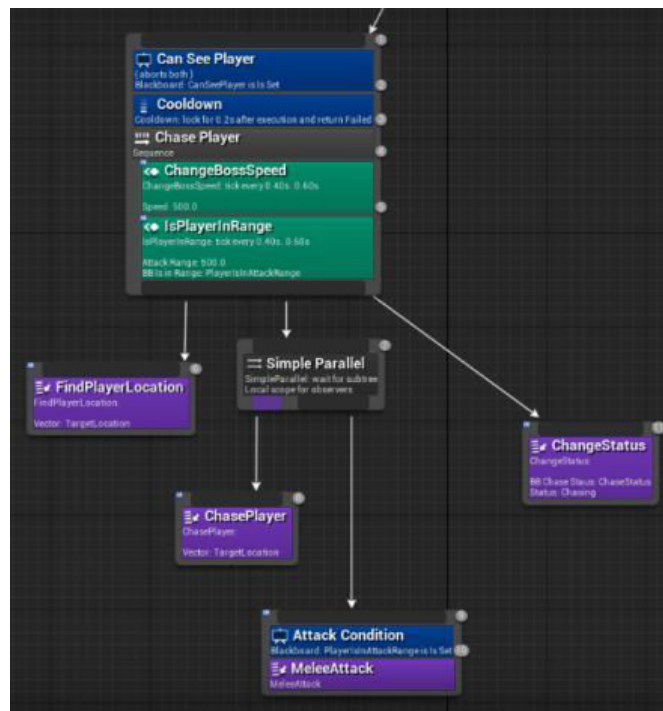 Can See Player
( aborts both )
Blackboard: CanSeePlayer is Is Set
Cooldown
Cooldown: lock for 0.2s after execution and return Failed
Chase Player
Sequence
ChangeBossSpeed
ChangeBossSpeed: tick every 0.40s..0.60s
Speed: 500.0
IsPlayerInRange
IsPlayerInRange: tick every 0.40s..0.60s
Attack Range: 500.0
BB Is in Range: PlayerIsInAttackRange
Simple Parallel
SimpleParallel: wait for subtree
Local scope for observers
FindPlayerLocation
FindPlayerLocation:
Vector: TargetLocation
ChangeStatus
ChangeStatus:
BB Chase Staus: ChaseStatus
Status: Chasing
ChasePlayer
ChasePlayer:
Vector: TargetLocation
Attack Condition
Blackboard: PlayerIsInAttackRange is Is Set
MeleeAttack
MeleeAttack